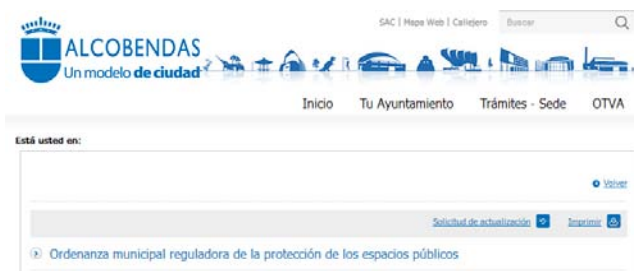 SAC | Mapa Web | Callejero Buscar
ALCOBENDAS
Un modelo de ciudad
Inicio Tu Ayuntamiento Trámites - Sede OTVA
Está usted en:
Volver
Solicitud de actualización Imprimir
Ordenanza municipal reguladora de la protección de los espacios públicos